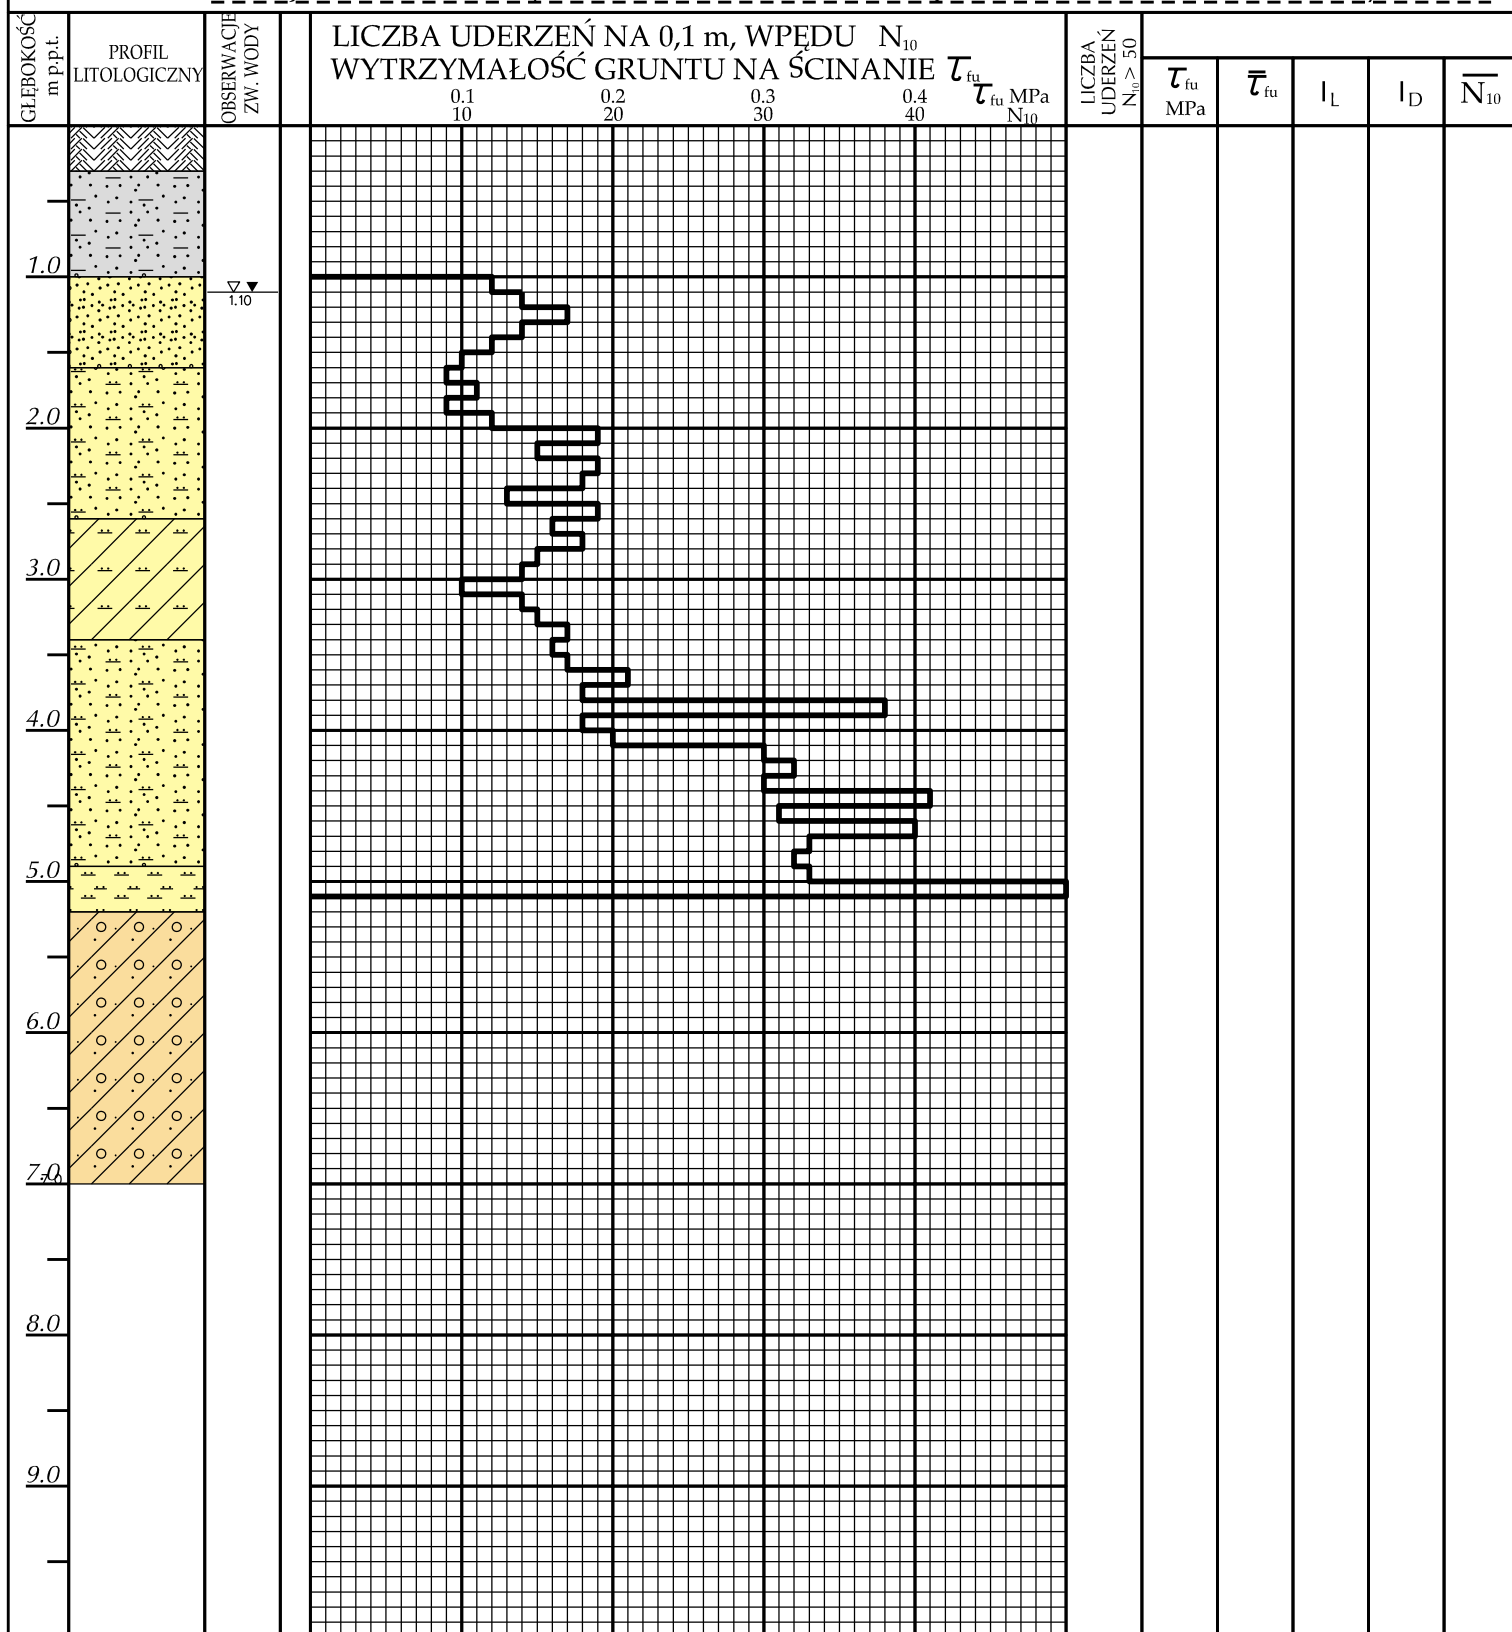 GŁĘBOKOŚĆ
m p.p.t.
PROFIL
LITOLOGICZNY
OBSERWACJE
ZW. WODY
LICZBA UDERZEŃ NA 0,1 m, WPĘDU N₁₀
WYTRZYMAŁOŚĆ GRUNTU NA ŚCINANIE τfu
0.1 0.2 0.3 0.4 τfu MPa
10 20 30 40 N₁₀
LICZBA
UDERZEŃ
N₁₀ > 50
τfu
MPa
τ̄fu
IL
ID
N̄₁₀
1.0
1.10
2.0
3.0
4.0
5.0
6.0
7.0
8.0
9.0